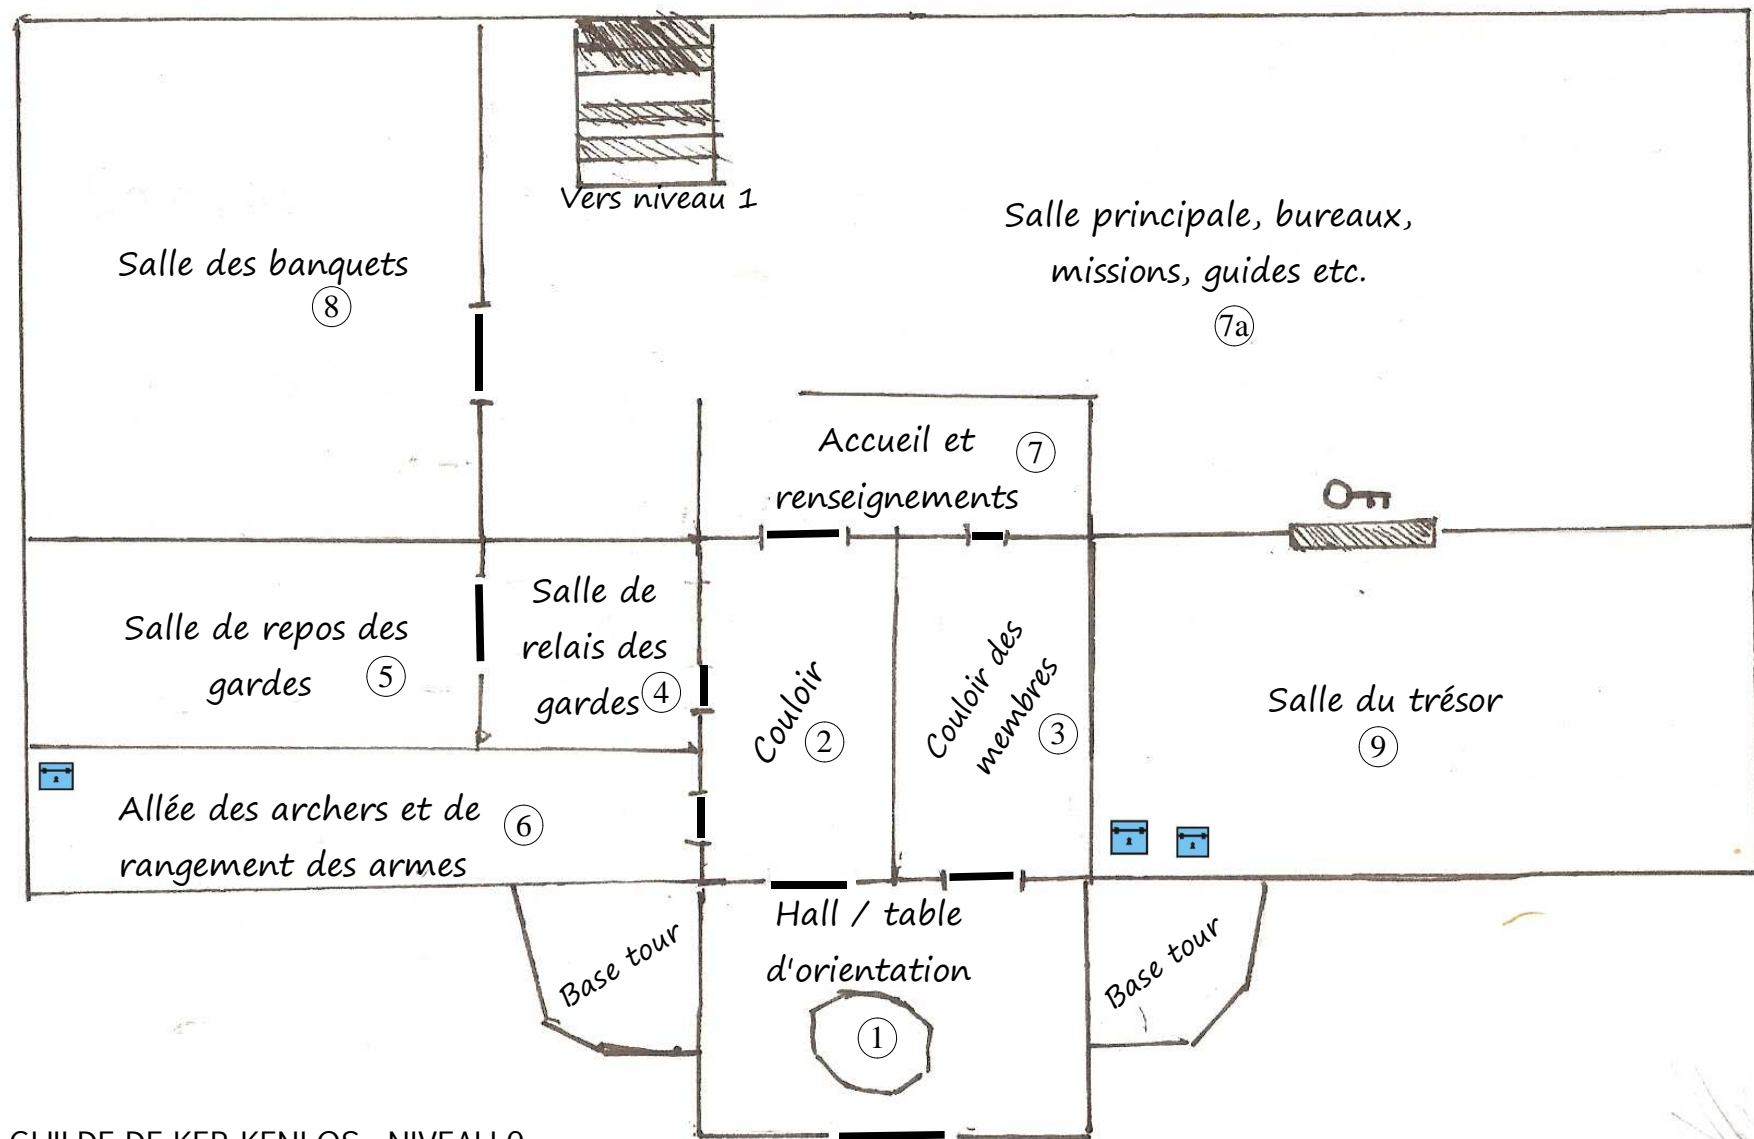 Vers niveau 1
Salle principale, bureaux,
missions, guides etc.
7a
Salle des banquets
8
Accueil et
renseignements
7
Salle de repos des
gardes
5
Salle de
relais des
gardes
4
Couloir
2
Couloir des
membres
3
Salle du trésor
9
Allée des archers et de
rangement des armes
6
Hall / table
d'orientation
1
Base tour
Base tour
GUILDE DE KER KENLOS - NIVEAU 0